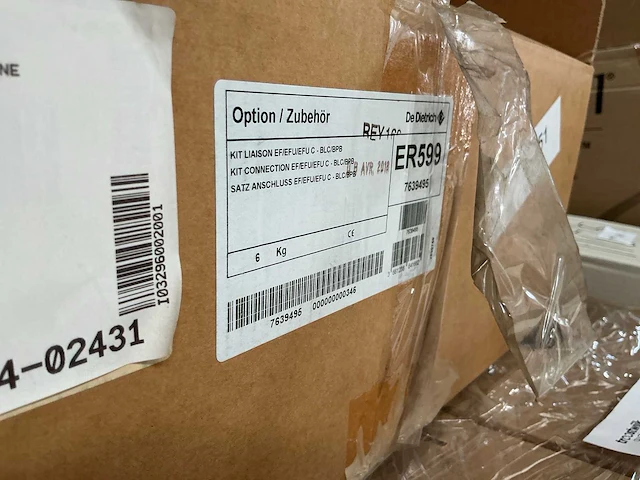 NE
I03296002001
4-02431
Option / Zubehör
De Dietrich
KIT LIAISON EF/EFU/EFU C - BLC/BPB
KIT CONNECTION EF/EFU/EFU C - BLC/BPB
SATZ ANSCHLUSS EF/EFU/EFU C - BLC/BPB
AVR. 2018
ER599
7639495
6 Kg
CE
7639495 000000000346